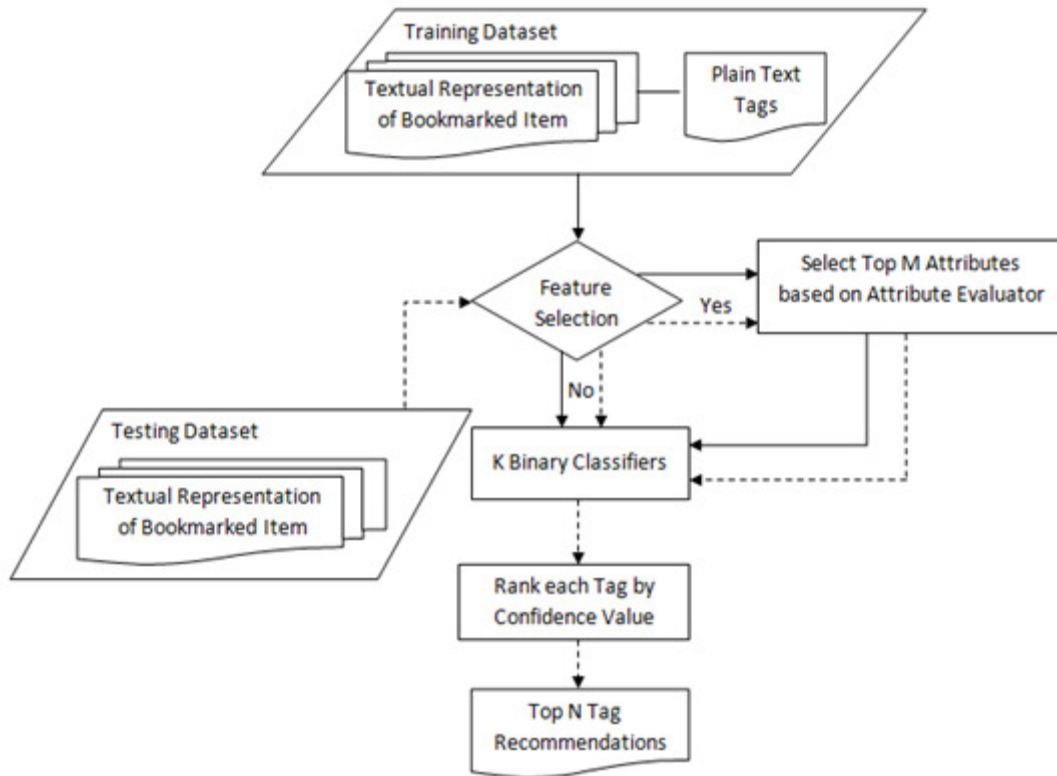 Training Dataset
Textual Representation
of Bookmarked Item
Plain Text
Tags
Feature
Selection
Yes
Select Top M Attributes
based on Attribute Evaluator
No
Testing Dataset
Textual Representation
of Bookmarked Item
K Binary Classifiers
Rank each Tag by
Confidence Value
Top N Tag
Recommendations